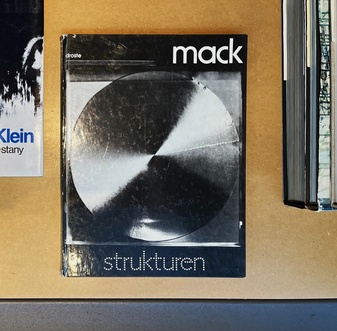 droste
mack
strukturen
Klein
stany